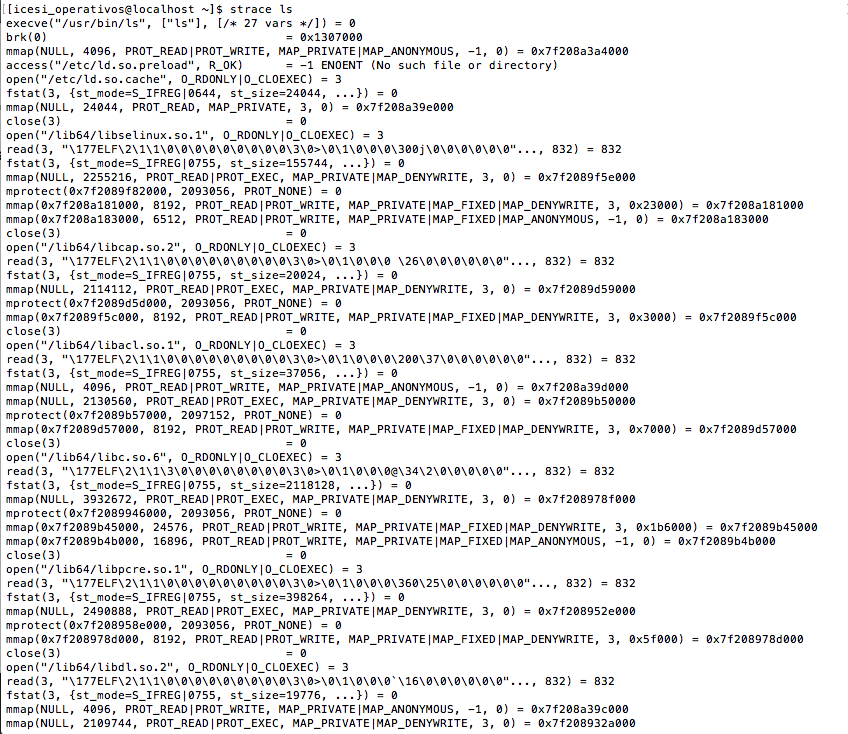 [[icesi_operativos@localhost ~]$ strace ls
execve("/usr/bin/ls", ["ls"], [/* 27 vars */]) = 0
brk(0)                                  = 0x1307000
mmap(NULL, 4096, PROT_READ|PROT_WRITE, MAP_PRIVATE|MAP_ANONYMOUS, -1, 0) = 0x7f208a3a4000
access("/etc/ld.so.preload", R_OK)      = -1 ENOENT (No such file or directory)
open("/etc/ld.so.cache", O_RDONLY|O_CLOEXEC) = 3
fstat(3, {st_mode=S_IFREG|0644, st_size=24044, ...}) = 0
mmap(NULL, 24044, PROT_READ, MAP_PRIVATE, 3, 0) = 0x7f208a39e000
close(3)                                = 0
open("/lib64/libselinux.so.1", O_RDONLY|O_CLOEXEC) = 3
read(3, "\177ELF\2\1\1\0\0\0\0\0\0\0\0\0\3\0>\0\1\0\0\0\300j\0\0\0\0\0\0"..., 832) = 832
fstat(3, {st_mode=S_IFREG|0755, st_size=155744, ...}) = 0
mmap(NULL, 2255216, PROT_READ|PROT_EXEC, MAP_PRIVATE|MAP_DENYWRITE, 3, 0) = 0x7f2089f5e000
mprotect(0x7f2089f82000, 2093056, PROT_NONE) = 0
mmap(0x7f208a181000, 8192, PROT_READ|PROT_WRITE, MAP_PRIVATE|MAP_FIXED|MAP_DENYWRITE, 3, 0x23000) = 0x7f208a181000
mmap(0x7f208a183000, 6512, PROT_READ|PROT_WRITE, MAP_PRIVATE|MAP_FIXED|MAP_ANONYMOUS, -1, 0) = 0x7f208a183000
close(3)                                = 0
open("/lib64/libcap.so.2", O_RDONLY|O_CLOEXEC) = 3
read(3, "\177ELF\2\1\1\0\0\0\0\0\0\0\0\0\3\0>\0\1\0\0\0 \26\0\0\0\0\0\0"..., 832) = 832
fstat(3, {st_mode=S_IFREG|0755, st_size=20024, ...}) = 0
mmap(NULL, 2114112, PROT_READ|PROT_EXEC, MAP_PRIVATE|MAP_DENYWRITE, 3, 0) = 0x7f2089d59000
mprotect(0x7f2089d5d000, 2093056, PROT_NONE) = 0
mmap(0x7f2089f5c000, 8192, PROT_READ|PROT_WRITE, MAP_PRIVATE|MAP_FIXED|MAP_DENYWRITE, 3, 0x3000) = 0x7f2089f5c000
close(3)                                = 0
open("/lib64/libacl.so.1", O_RDONLY|O_CLOEXEC) = 3
read(3, "\177ELF\2\1\1\0\0\0\0\0\0\0\0\0\3\0>\0\1\0\0\0\200\37\0\0\0\0\0\0"..., 832) = 832
fstat(3, {st_mode=S_IFREG|0755, st_size=37056, ...}) = 0
mmap(NULL, 4096, PROT_READ|PROT_WRITE, MAP_PRIVATE|MAP_ANONYMOUS, -1, 0) = 0x7f208a39d000
mmap(NULL, 2130560, PROT_READ|PROT_EXEC, MAP_PRIVATE|MAP_DENYWRITE, 3, 0) = 0x7f2089b50000
mprotect(0x7f2089b57000, 2097152, PROT_NONE) = 0
mmap(0x7f2089d57000, 8192, PROT_READ|PROT_WRITE, MAP_PRIVATE|MAP_FIXED|MAP_DENYWRITE, 3, 0x7000) = 0x7f2089d57000
close(3)                                = 0
open("/lib64/libc.so.6", O_RDONLY|O_CLOEXEC) = 3
read(3, "\177ELF\2\1\1\3\0\0\0\0\0\0\0\0\3\0>\0\1\0\0\0@\34\2\0\0\0\0\0"..., 832) = 832
fstat(3, {st_mode=S_IFREG|0755, st_size=2118128, ...}) = 0
mmap(NULL, 3932672, PROT_READ|PROT_EXEC, MAP_PRIVATE|MAP_DENYWRITE, 3, 0) = 0x7f208978f000
mprotect(0x7f2089946000, 2093056, PROT_NONE) = 0
mmap(0x7f2089b45000, 24576, PROT_READ|PROT_WRITE, MAP_PRIVATE|MAP_FIXED|MAP_DENYWRITE, 3, 0x1b6000) = 0x7f2089b45000
mmap(0x7f2089b4b000, 16896, PROT_READ|PROT_WRITE, MAP_PRIVATE|MAP_FIXED|MAP_ANONYMOUS, -1, 0) = 0x7f2089b4b000
close(3)                                = 0
open("/lib64/libpcre.so.1", O_RDONLY|O_CLOEXEC) = 3
read(3, "\177ELF\2\1\1\0\0\0\0\0\0\0\0\0\3\0>\0\1\0\0\0\360\25\0\0\0\0\0\0"..., 832) = 832
fstat(3, {st_mode=S_IFREG|0755, st_size=398264, ...}) = 0
mmap(NULL, 2490888, PROT_READ|PROT_EXEC, MAP_PRIVATE|MAP_DENYWRITE, 3, 0) = 0x7f208952e000
mprotect(0x7f208958e000, 2093056, PROT_NONE) = 0
mmap(0x7f208978d000, 8192, PROT_READ|PROT_WRITE, MAP_PRIVATE|MAP_FIXED|MAP_DENYWRITE, 3, 0x5f000) = 0x7f208978d000
close(3)                                = 0
open("/lib64/libdl.so.2", O_RDONLY|O_CLOEXEC) = 3
read(3, "\177ELF\2\1\1\0\0\0\0\0\0\0\0\0\3\0>\0\1\0\0\0`\16\0\0\0\0\0\0"..., 832) = 832
fstat(3, {st_mode=S_IFREG|0755, st_size=19776, ...}) = 0
mmap(NULL, 4096, PROT_READ|PROT_WRITE, MAP_PRIVATE|MAP_ANONYMOUS, -1, 0) = 0x7f208a39c000
mmap(NULL, 2109744, PROT_READ|PROT_EXEC, MAP_PRIVATE|MAP_DENYWRITE, 3, 0) = 0x7f208932a000